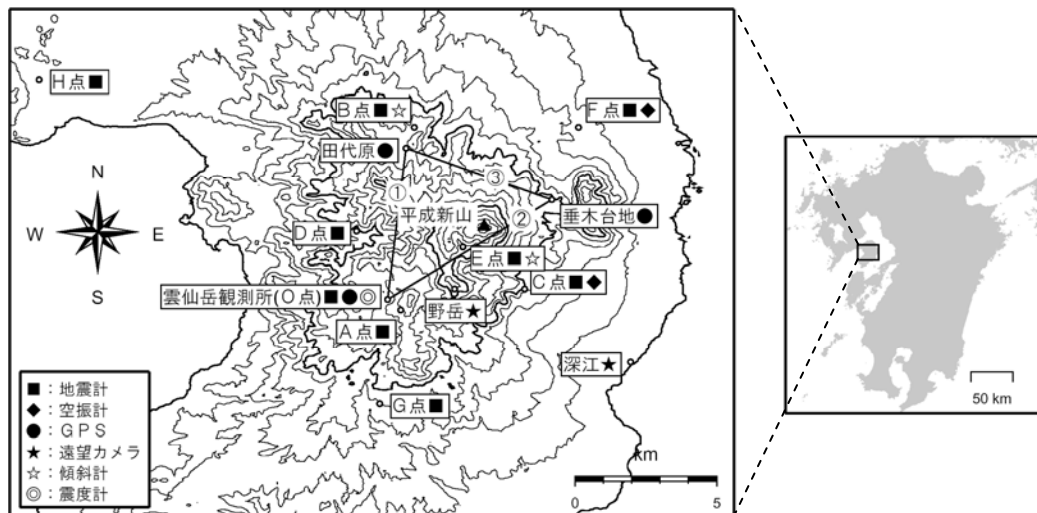 H点■
B点■☆
F点■◆
田代原●
N
①
③
平成新山
②
垂木台地●
W
E
D点■
E点■☆
S
C点■◆
雲仙岳観測所(O点)■●◎
野岳★
A点■
深江★
50 km
■：地震計
◆：空振計
●：GPS
★：遠望カメラ
☆：傾斜計
◎：震度計
G点■
km
0
5